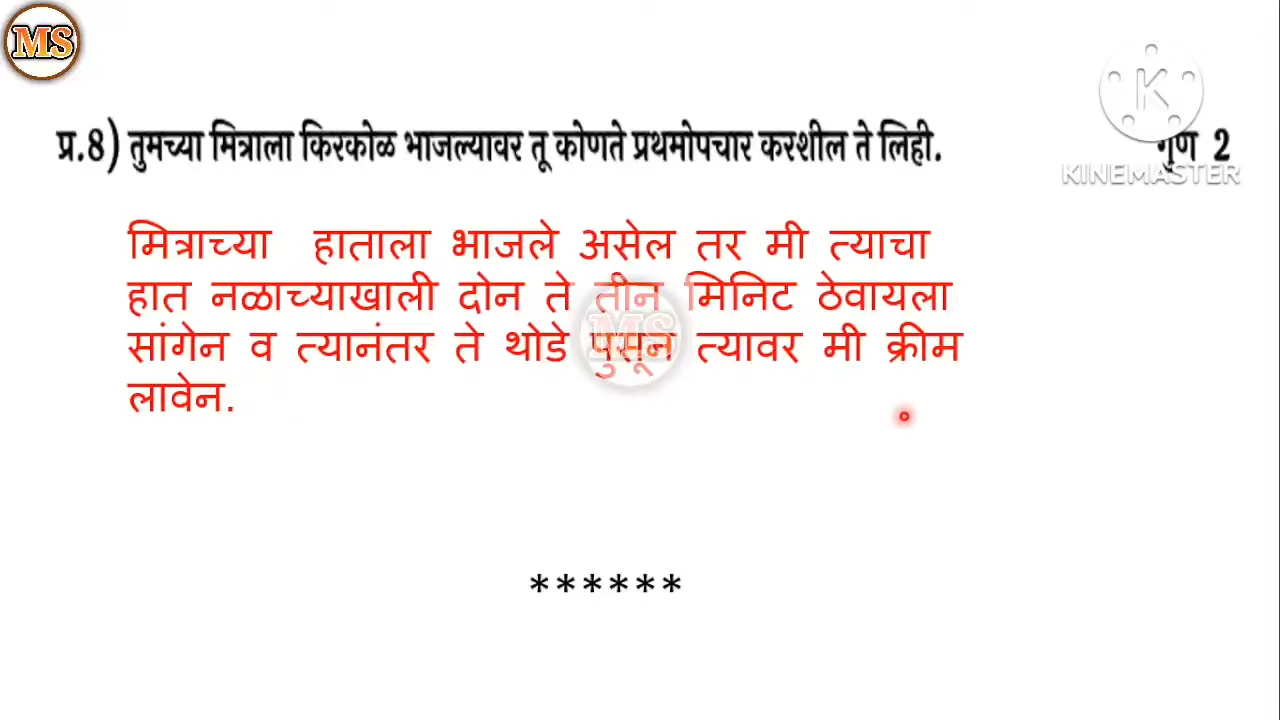 MS
प्र.8) तुमच्या मित्राला किरकोळ भाजल्यावर तू कोणते प्रथमोपचार करशील ते लिही. गुण 2
K
KINEMASTER
मित्राच्या हाताला भाजले असेल तर मी त्याचा
हात नळाच्याखाली दोन ते तीन मिनिट ठेवायला
सांगेन व त्यानंतर ते थोडे पुसून त्यावर मी क्रीम
लावेन.
MS
******